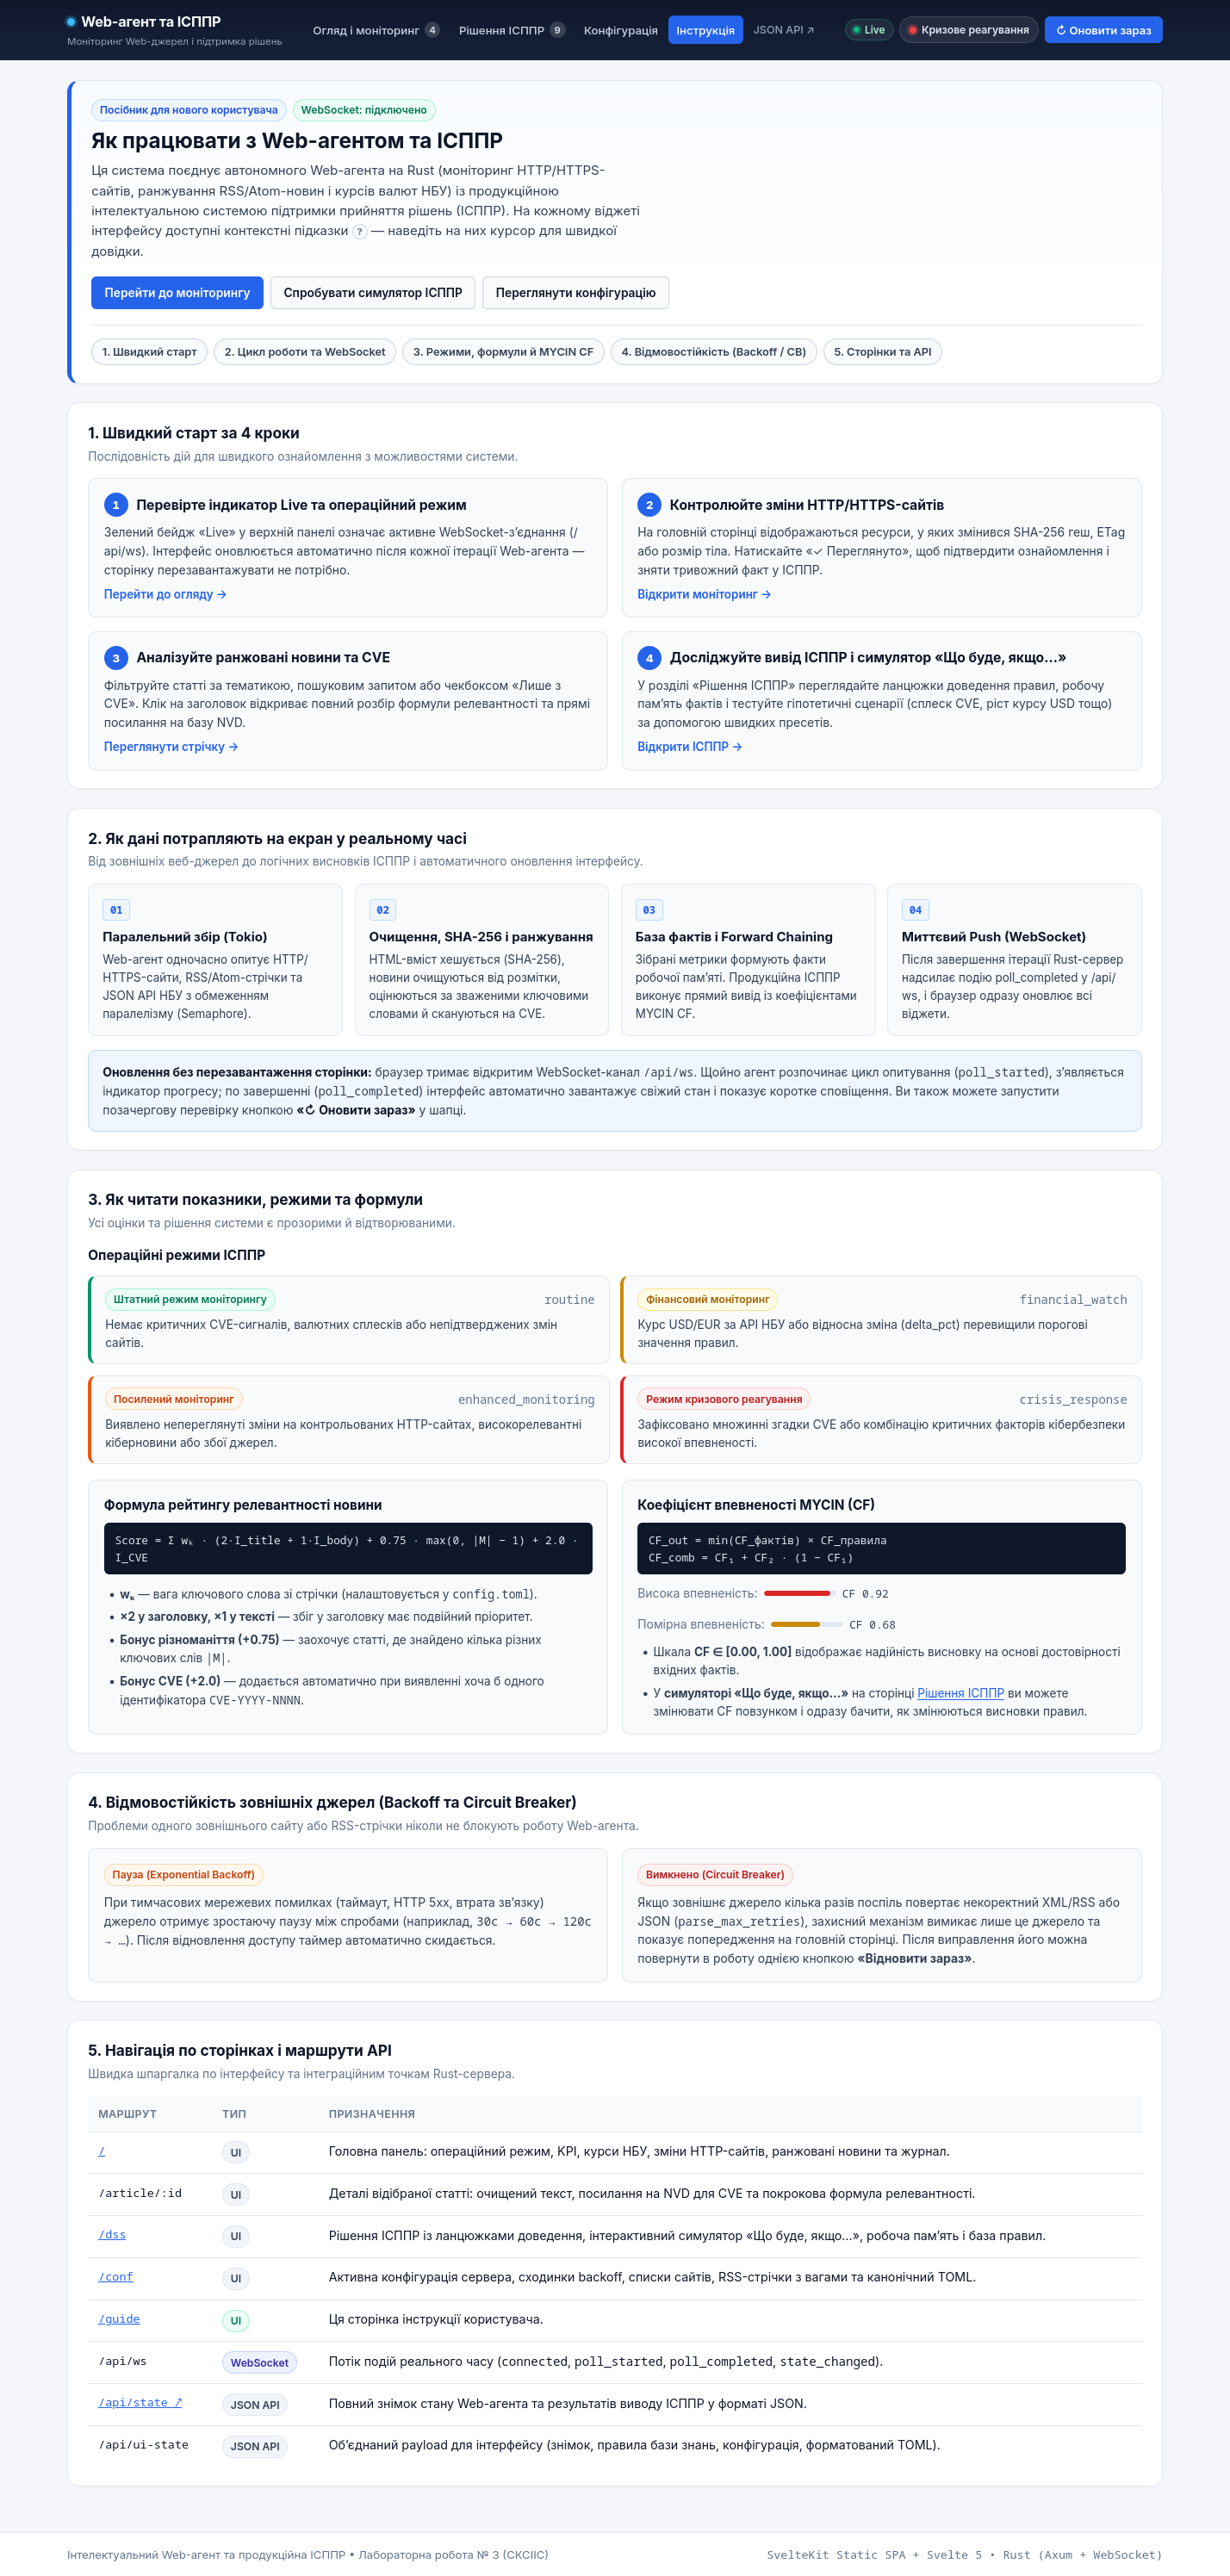 Web-агент та ІСППР
Моніторинг Web-джерел і підтримка рішень
Огляд і моніторинг 4
Рішення ІСППР 9
Конфігурація
Інструкція
JSON API ↗
Live
Кризове реагування
↻ Оновити зараз
Посібник для нового користувача
WebSocket: підключено
Як працювати з Web-агентом та ІСППР
Ця система поєднує автономного Web-агента на Rust (моніторинг HTTP/HTTPS-
сайтів, ранжування RSS/Atom-новин і курсів валют НБУ) із продукційною
інтелектуальною системою підтримки прийняття рішень (ІСППР). На кожному віджеті
інтерфейсу доступні контекстні підказки ? — наведіть на них курсор для швидкої
довідки.
Перейти до моніторингу
Спробувати симулятор ІСППР
Переглянути конфігурацію
1. Швидкий старт
2. Цикл роботи та WebSocket
3. Режими, формули й MYCIN CF
4. Відмовостійкість (Backoff / CB)
5. Сторінки та API
1. Швидкий старт за 4 кроки
Послідовність дій для швидкого ознайомлення з можливостями системи.
1 Перевірте індикатор Live та операційний режим
Зелений бейдж «Live» у верхній панелі означає активне WebSocket-з’єднання (/
api/ws). Інтерфейс оновлюється автоматично після кожної ітерації Web-агента —
сторінку перезавантажувати не потрібно.
Перейти до огляду →
2 Контролюйте зміни HTTP/HTTPS-сайтів
На головній сторінці відображаються ресурси, у яких змінився SHA-256 геш, ETag
або розмір тіла. Натискайте «✓ Переглянуто», щоб підтвердити ознайомлення і
зняти тривожний факт у ІСППР.
Відкрити моніторинг →
3 Аналізуйте ранжовані новини та CVE
Фільтруйте статті за тематикою, пошуковим запитом або чекбоксом «Лише з
CVE». Клік на заголовок відкриває повний розбір формули релевантності та прямі
посилання на базу NVD.
Переглянути стрічку →
4 Досліджуйте вивід ІСППР і симулятор «Що буде, якщо…»
У розділі «Рішення ІСППР» переглядайте ланцюжки доведення правил, робочу
пам’ять фактів і тестуйте гіпотетичні сценарії (сплеск CVE, ріст курсу USD тощо)
за допомогою швидких пресетів.
Відкрити ІСППР →
2. Як дані потрапляють на екран у реальному часі
Від зовнішніх веб-джерел до логічних висновків ІСППР і автоматичного оновлення інтерфейсу.
01
Паралельний збір (Tokio)
Web-агент одночасно опитує HTTP/
HTTPS-сайти, RSS/Atom-стрічки та
JSON API НБУ з обмеженням
паралелізму (Semaphore).
02
Очищення, SHA-256 і ранжування
HTML-вміст хешується (SHA-256),
новини очищуються від розмітки,
оцінюються за зваженими ключовими
словами й скануються на CVE.
03
База фактів і Forward Chaining
Зібрані метрики формують факти
робочої пам’яті. Продукційна ІСППР
виконує прямий вивід із коефіцієнтами
MYCIN CF.
04
Миттєвий Push (WebSocket)
Після завершення ітерації Rust-сервер
надсилає подію poll_completed у /api/
ws, і браузер одразу оновлює всі
віджети.
Оновлення без перезавантаження сторінки: браузер тримає відкритим WebSocket-канал /api/ws. Щойно агент розпочинає цикл опитування (poll_started), з’являється
індикатор прогресу; по завершенні (poll_completed) інтерфейс автоматично завантажує свіжий стан і показує коротке сповіщення. Ви також можете запустити
позачергову перевірку кнопкою «↻ Оновити зараз» у шапці.
3. Як читати показники, режими та формули
Усі оцінки та рішення системи є прозорими й відтворюваними.
Операційні режими ІСППР
Штатний режим моніторингу routine
Немає критичних CVE-сигналів, валютних сплесків або непідтверджених змін
сайтів.
Фінансовий моніторинг financial_watch
Курс USD/EUR за API НБУ або відносна зміна (delta_pct) перевищили порогові
значення правил.
Посилений моніторинг enhanced_monitoring
Виявлено непереглянуті зміни на контрольованих HTTP-сайтах, високорелевантні
кіберновини або збої джерел.
Режим кризового реагування crisis_response
Зафіксовано множинні згадки CVE або комбінацію критичних факторів кібербезпеки
високої впевненості.
Формула рейтингу релевантності новини
Score = Σ wₖ · (2·I_title + 1·I_body) + 0.75 · max(0, |M| − 1) + 2.0 ·
I_CVE
• wₖ — вага ключового слова зі стрічки (налаштовується у config.toml).
• ×2 у заголовку, ×1 у тексті — збіг у заголовку має подвійний пріоритет.
• Бонус різноманіття (+0.75) — заохочує статті, де знайдено кілька різних
ключових слів |M|.
• Бонус CVE (+2.0) — додається автоматично при виявленні хоча б одного
ідентифікатора CVE-YYYY-NNNN.
Коефіцієнт впевненості MYCIN (CF)
CF_out = min(CF_фактів) × CF_правила
CF_comb = CF₁ + CF₂ · (1 − CF₁)
Висока впевненість: CF 0.92
Помірна впевненість: CF 0.68
• Шкала CF ∈ [0.00, 1.00] відображає надійність висновку на основі достовірності
вхідних фактів.
• У симуляторі «Що буде, якщо…» на сторінці Рішення ІСППР ви можете
змінювати CF повзунком і одразу бачити, як змінюються висновки правил.
4. Відмовостійкість зовнішніх джерел (Backoff та Circuit Breaker)
Проблеми одного зовнішнього сайту або RSS-стрічки ніколи не блокують роботу Web-агента.
Пауза (Exponential Backoff)
При тимчасових мережевих помилках (таймаут, HTTP 5xx, втрата зв’язку)
джерело отримує зростаючу паузу між спробами (наприклад, 30с → 60с → 120с
→ …). Після відновлення доступу таймер автоматично скидається.
Вимкнено (Circuit Breaker)
Якщо зовнішнє джерело кілька разів поспіль повертає некоректний XML/RSS або
JSON (parse_max_retries), захисний механізм вимикає лише це джерело та
показує попередження на головній сторінці. Після виправлення його можна
повернути в роботу однією кнопкою «Відновити зараз».
5. Навігація по сторінках і маршрути API
Швидка шпаргалка по інтерфейсу та інтеграційним точкам Rust-сервера.
МАРШРУТ ТИП ПРИЗНАЧЕННЯ
/ UI Головна панель: операційний режим, KPI, курси НБУ, зміни HTTP-сайтів, ранжовані новини та журнал.
/article/:id UI Деталі відібраної статті: очищений текст, посилання на NVD для CVE та покрокова формула релевантності.
/dss UI Рішення ІСППР із ланцюжками доведення, інтерактивний симулятор «Що буде, якщо…», робоча пам’ять і база правил.
/conf UI Активна конфігурація сервера, сходинки backoff, списки сайтів, RSS-стрічки з вагами та канонічний TOML.
/guide UI Ця сторінка інструкції користувача.
/api/ws WebSocket Потік подій реального часу (connected, poll_started, poll_completed, state_changed).
/api/state ↗ JSON API Повний знімок стану Web-агента та результатів виводу ІСППР у форматі JSON.
/api/ui-state JSON API Об’єднаний payload для інтерфейсу (знімок, правила бази знань, конфігурація, форматований TOML).
Інтелектуальний Web-агент та продукційна ІСППР • Лабораторна робота № 3 (СКСІІС)
SvelteKit Static SPA + Svelte 5 • Rust (Axum + WebSocket)